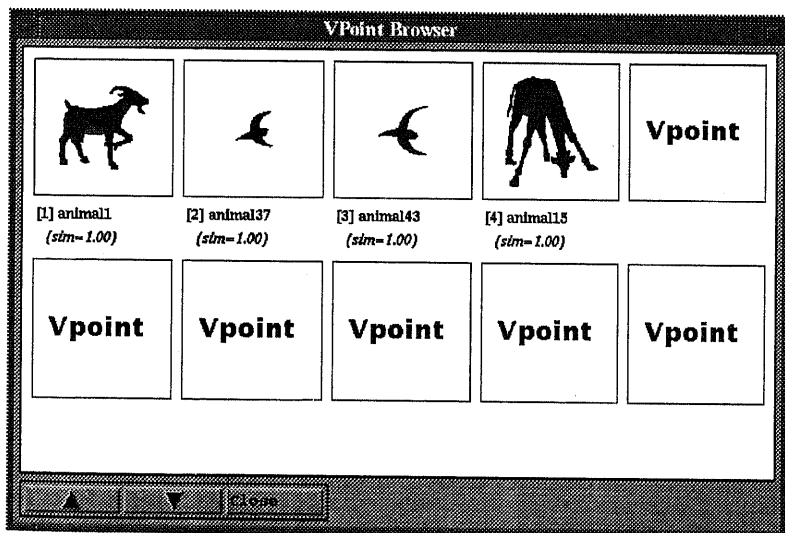 VPoint Browser
Vpoint
[1] animal1 [2] animal37 [3] animal43 [4] animal15
(sim=1.00) (sim=1.00) (sim=1.00) (sim=1.00)
Vpoint Vpoint Vpoint Vpoint Vpoint
Close